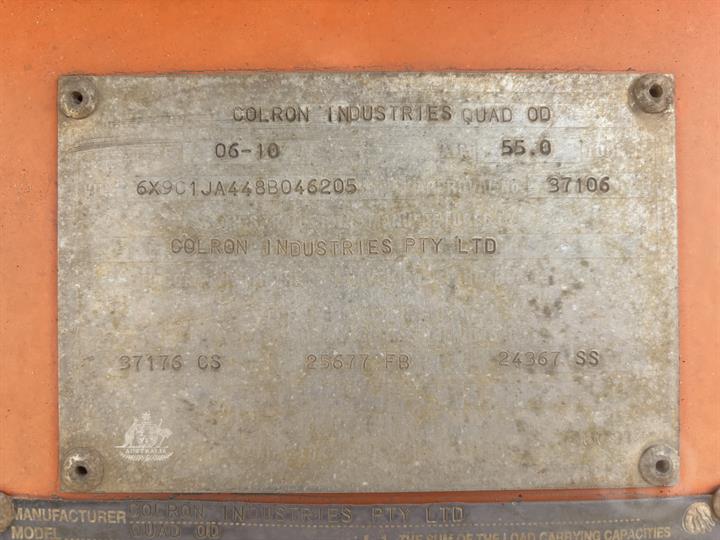 COLRON INDUSTRIES QUAD OD
06-10 55.0
6X9C1JA448B046205 37106
COLRON INDUSTRIES PTY LTD
37176 CS 25677 FB 24367 SS
AUSTRALIA
MANUFACTURER COLRON INDUSTRIES PTY LTD
MODEL QUAD OD THE SUM OF THE LOAD CARRYING CAPACITIES